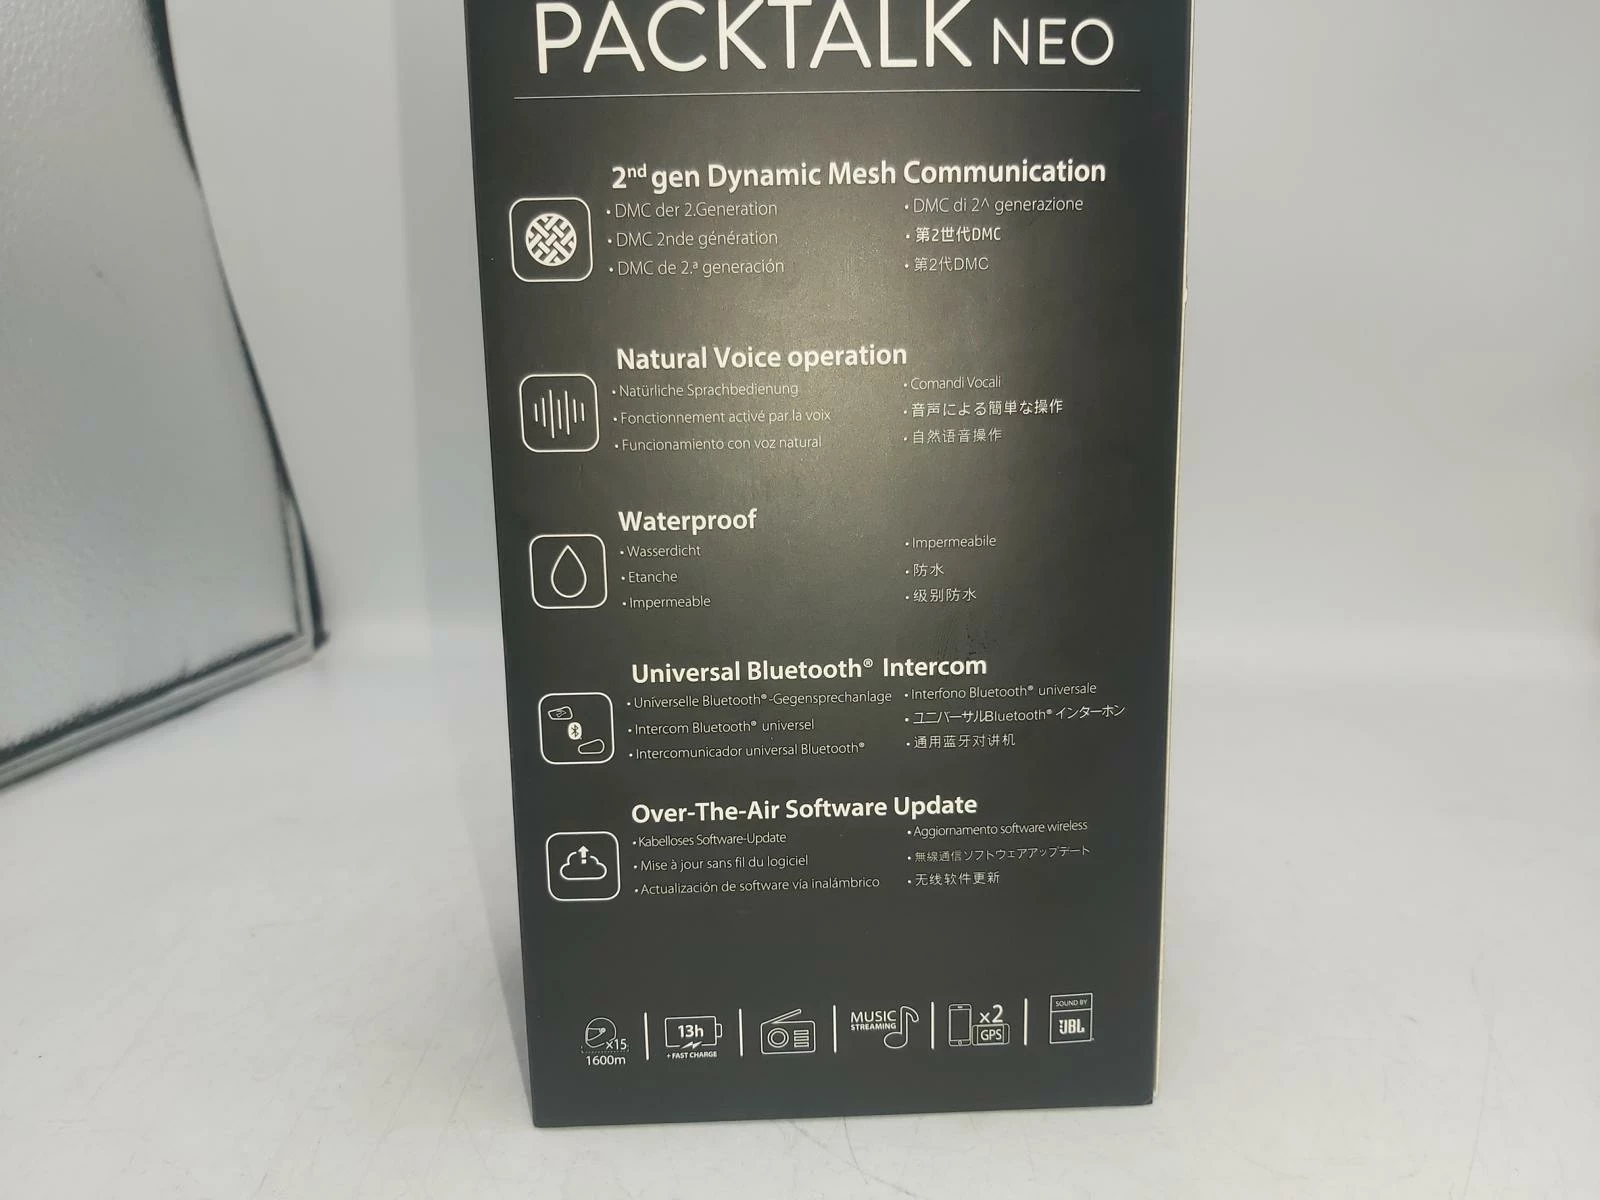 PACKTALK NEO
2nd gen Dynamic Mesh Communication
• DMC der 2.Generation
• DMC 2nde génération
• DMC de 2.ª generación
• DMC di 2^ generazione
• 第2世代DMC
• 第2代DMC
Natural Voice operation
• Natürliche Sprachbedienung
• Fonctionnement activé par la voix
• Funcionamiento con voz natural
• Comandi Vocali
• 音声による簡単な操作
• 自然语音操作
Waterproof
• Wasserdicht
• Etanche
• Impermeable
• Impermeabile
• 防水
• 级别防水
Universal Bluetooth® Intercom
• Universelle Bluetooth®-Gegensprechanlage
• Intercom Bluetooth® universel
• Intercomunicador universal Bluetooth®
• Interfono Bluetooth® universale
• ユニバーサルBluetooth® インターホン
• 通用蓝牙对讲机
Over-The-Air Software Update
• Kabelloses Software-Update
• Mise à jour sans fil du logiciel
• Actualización de software vía inalámbrico
• Aggiornamento software wireless
• 無線通信ソフトウェアアップデート
• 无线软件更新
x15
1600m
13h
+ FAST CHARGE
MUSIC
STREAMING
x2
GPS
SOUND BY
JBL